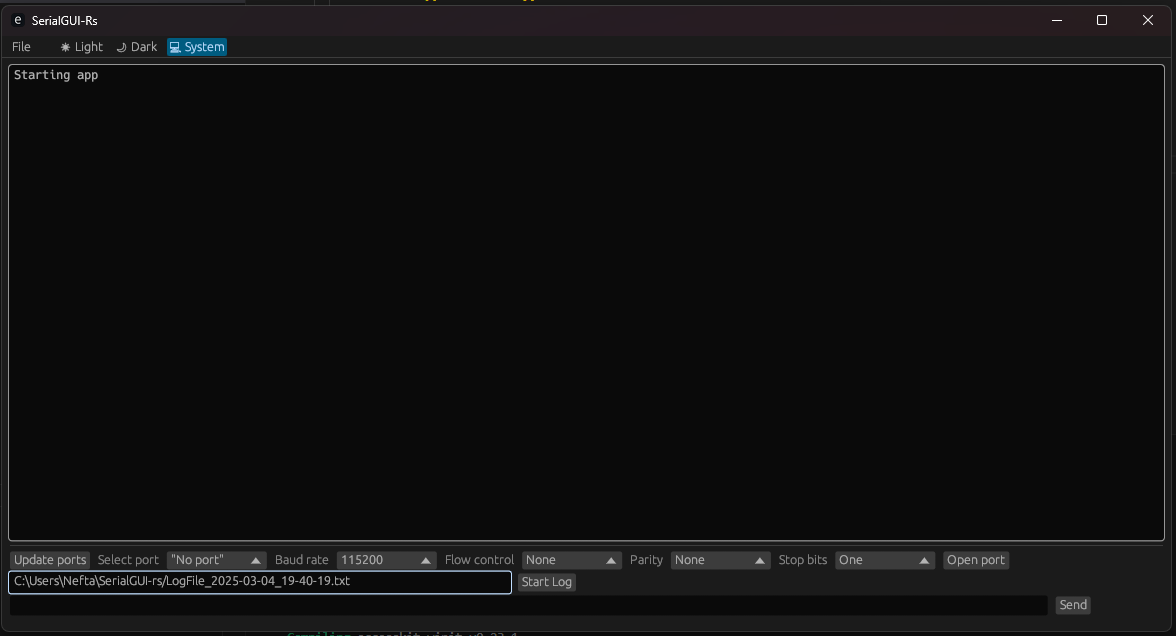 e SerialGUI-Rs
File Light Dark System
Starting app
Update ports Select port "No port" Baud rate 115200 Flow control None Parity None Stop bits One Open port
C:\Users\Nefta\SerialGUI-rs/LogFile_2025-03-04_19-40-19.txt Start Log
Send